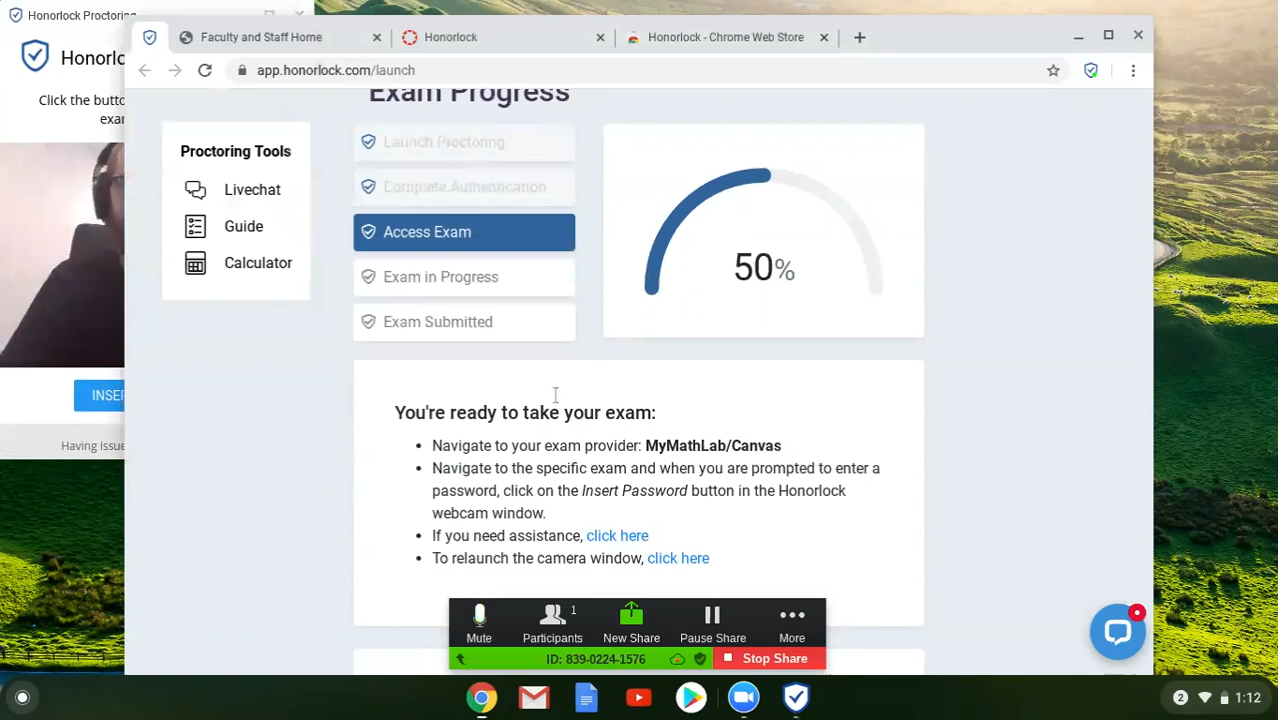 Honorlock Proctoring
Faculty and Staff Home
Honorlock
Honorlock - Chrome Web Store
app.honorlock.com/launch
Honorlo
Click the butto
exa
INSER
Having issue
Exam Progress
Proctoring Tools
Livechat
Guide
Calculator
Launch Proctoring
Complete Authentication
Access Exam
Exam in Progress
Exam Submitted
50%
You're ready to take your exam:
• Navigate to your exam provider: MyMathLab/Canvas
• Navigate to the specific exam and when you are prompted to enter a
password, click on the Insert Password button in the Honorlock
webcam window.
• If you need assistance, click here
• To relaunch the camera window, click here
Mute
Participants 1
New Share
Pause Share
More
ID: 839-0224-1576
Stop Share
2
1:12